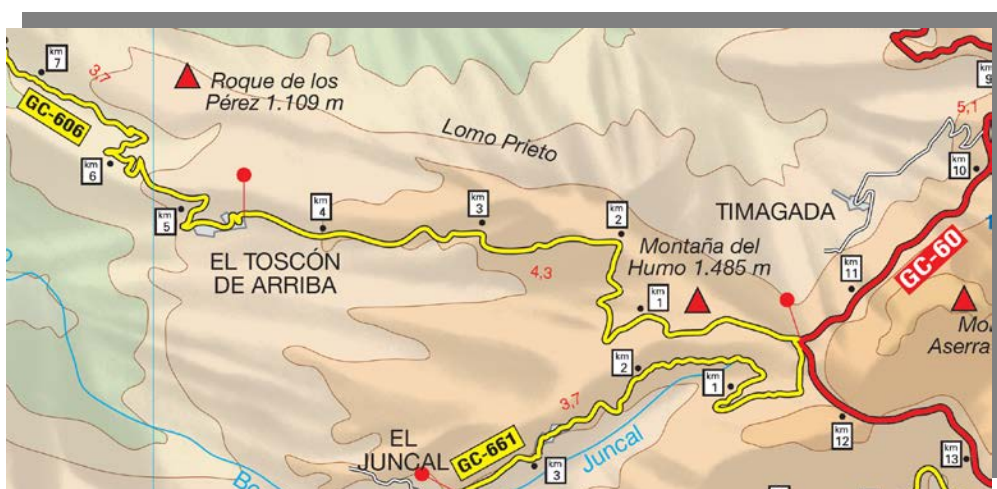 km
7
3,7
Roque de los
Pérez 1.109 m
GC-606
km
6
Lomo Prieto
km
9
5,1
km
10
km
5
km
4
km
3
km
2
TIMAGADA
EL TOSCÓN
DE ARRIBA
4,3
Montaña del
Humo 1.485 m
km
11
GC-60
km
1
Aserra
km
2
km
1
3,7
km
12
EL
JUNCAL
GC-661
Juncal
km
3
km
13
km